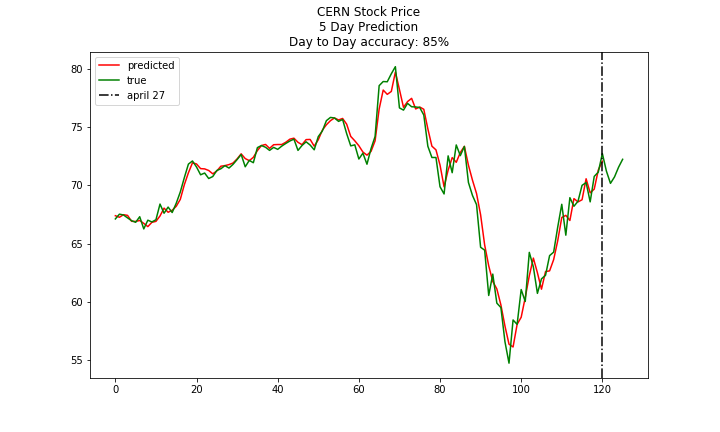 CERN Stock Price
5 Day Prediction
Day to Day accuracy: 85%
predicted
true
april 27
80
75
70
65
60
55
0 20 40 60 80 100 120